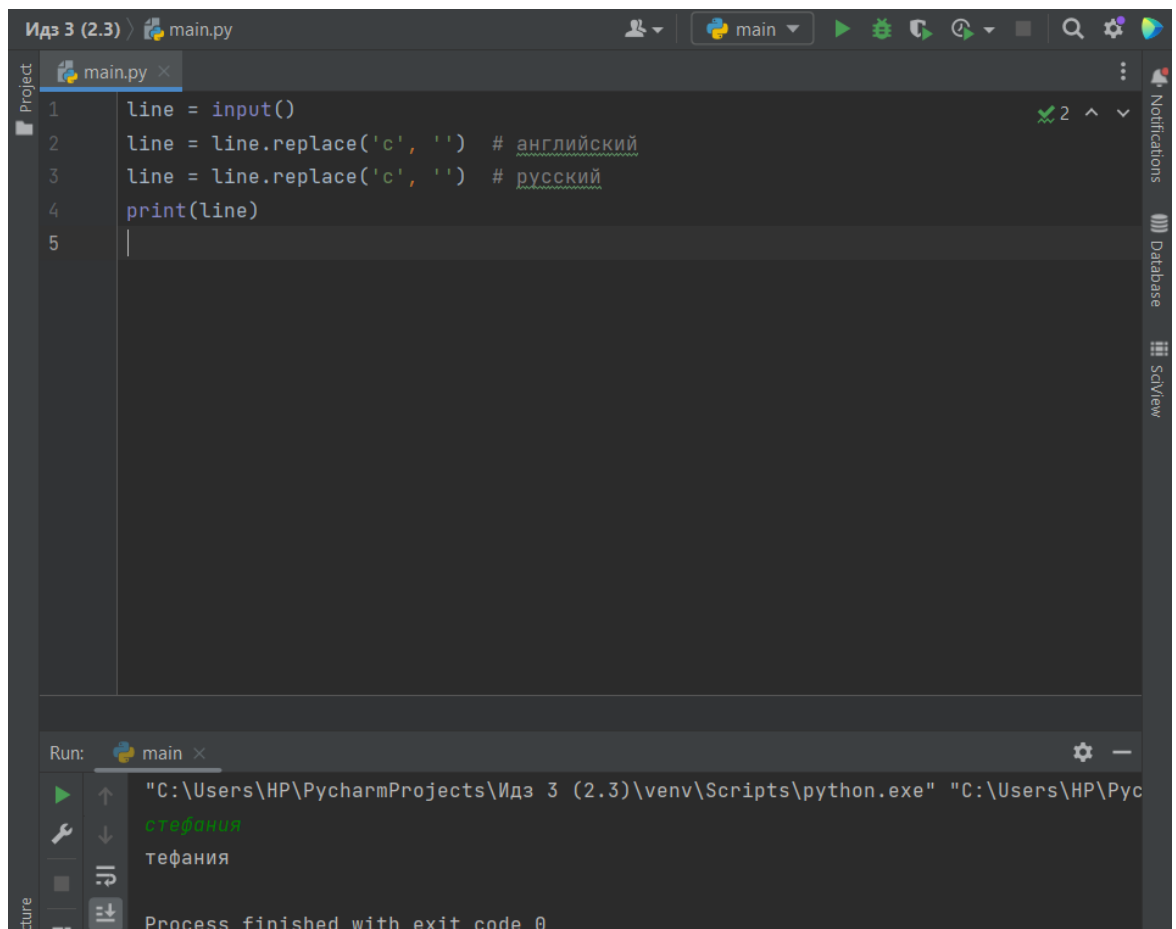 Идз 3 (2.3) main.py main
Project
main.py
1 line = input() 2
2 line = line.replace('c', '') # английский
3 line = line.replace('с', '') # русский
4 print(line)
5
Notifications
Database
SciView
Run: main
"C:\Users\HP\PycharmProjects\Идз 3 (2.3)\venv\Scripts\python.exe" "C:\Users\HP\Pyc
стефания
тефания
Process finished with exit code 0
cture